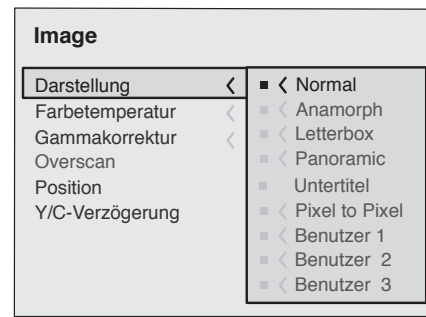 Image
Darstellung
Farbetemperatur
Gammakorrektur
Overscan
Position
Y/C-Verzögerung
Normal
Anamorph
Letterbox
Panoramic
Untertitel
Pixel to Pixel
Benutzer 1
Benutzer 2
Benutzer 3